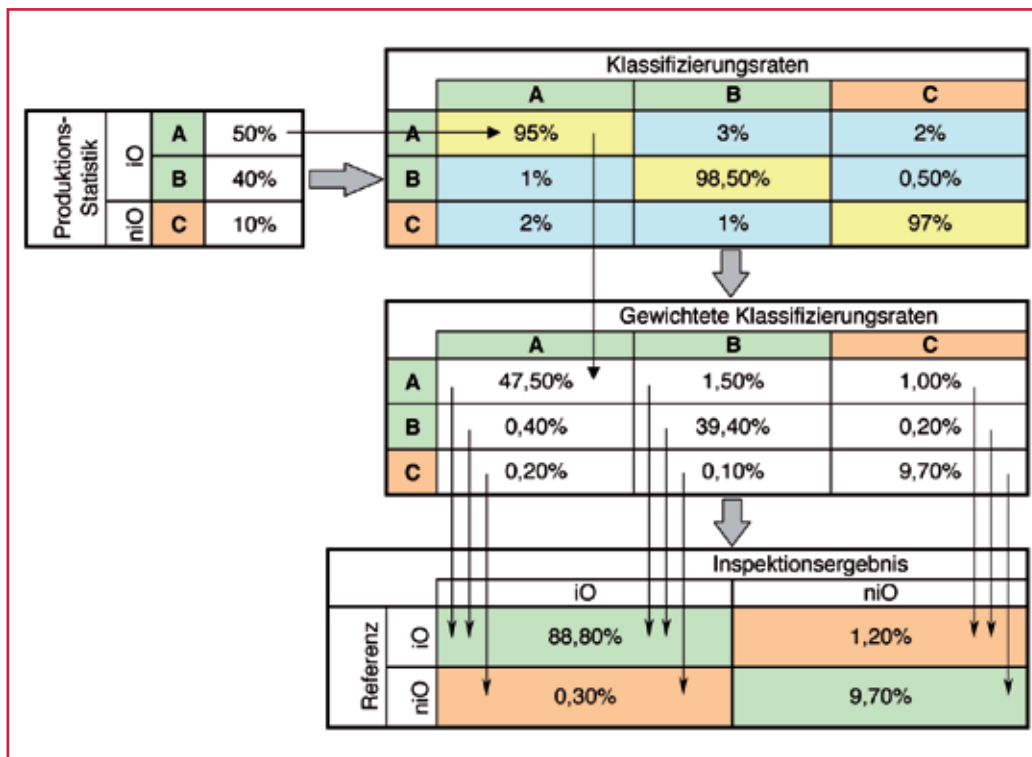 Klassifizierungsraten
A B C
A 95% 3% 2%
B 1% 98,50% 0,50%
C 2% 1% 97%
Produktions-
Statistik
iO
niO
A 50%
B 40%
C 10%
Gewichtete Klassifizierungsraten
A B C
A 47,50% 1,50% 1,00%
B 0,40% 39,40% 0,20%
C 0,20% 0,10% 9,70%
Inspektionsergebnis
iO niO
Referenz
iO 88,80% 1,20%
niO 0,30% 9,70%